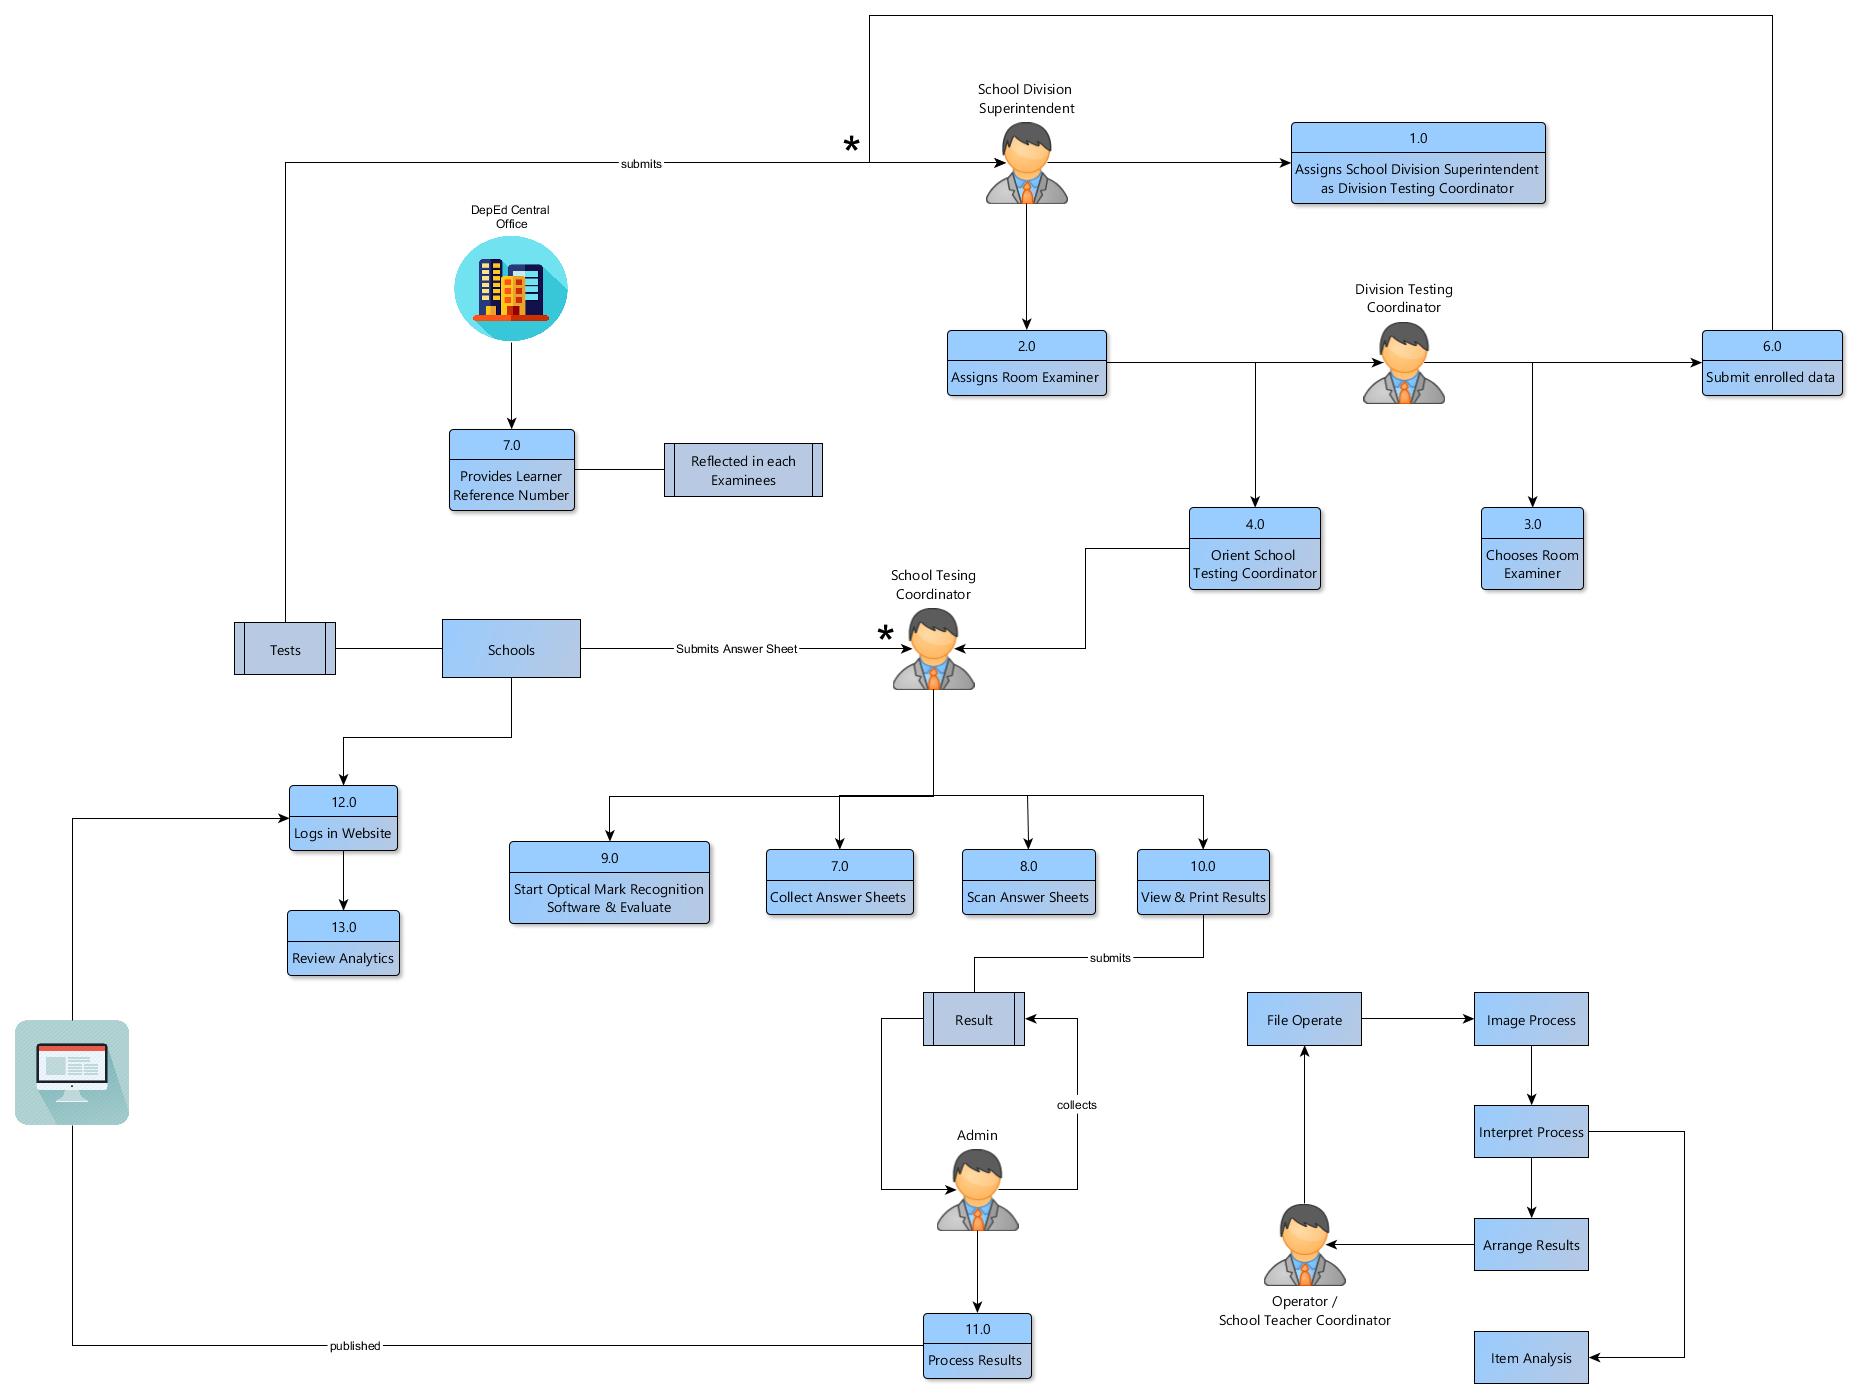 School Division
Superintendent
*
submits
1.0
Assigns School Division Superintendent
as Division Testing Coordinator
DepEd Central
Office
Division Testing
Coordinator
2.0
Assigns Room Examiner
6.0
Submit enrolled data
7.0
Provides Learner
Reference Number
Reflected in each
Examinees
4.0
Orient School
Testing Coordinator
3.0
Chooses Room
Examiner
School Tesing
Coordinator
*
Tests
Schools
Submits Answer Sheet
12.0
Logs in Website
9.0
Start Optical Mark Recognition
Software & Evaluate
7.0
Collect Answer Sheets
8.0
Scan Answer Sheets
10.0
View & Print Results
13.0
Review Analytics
submits
Result
File Operate
Image Process
collects
Interpret Process
Admin
Arrange Results
Operator /
School Teacher Coordinator
11.0
Process Results
published
Item Analysis